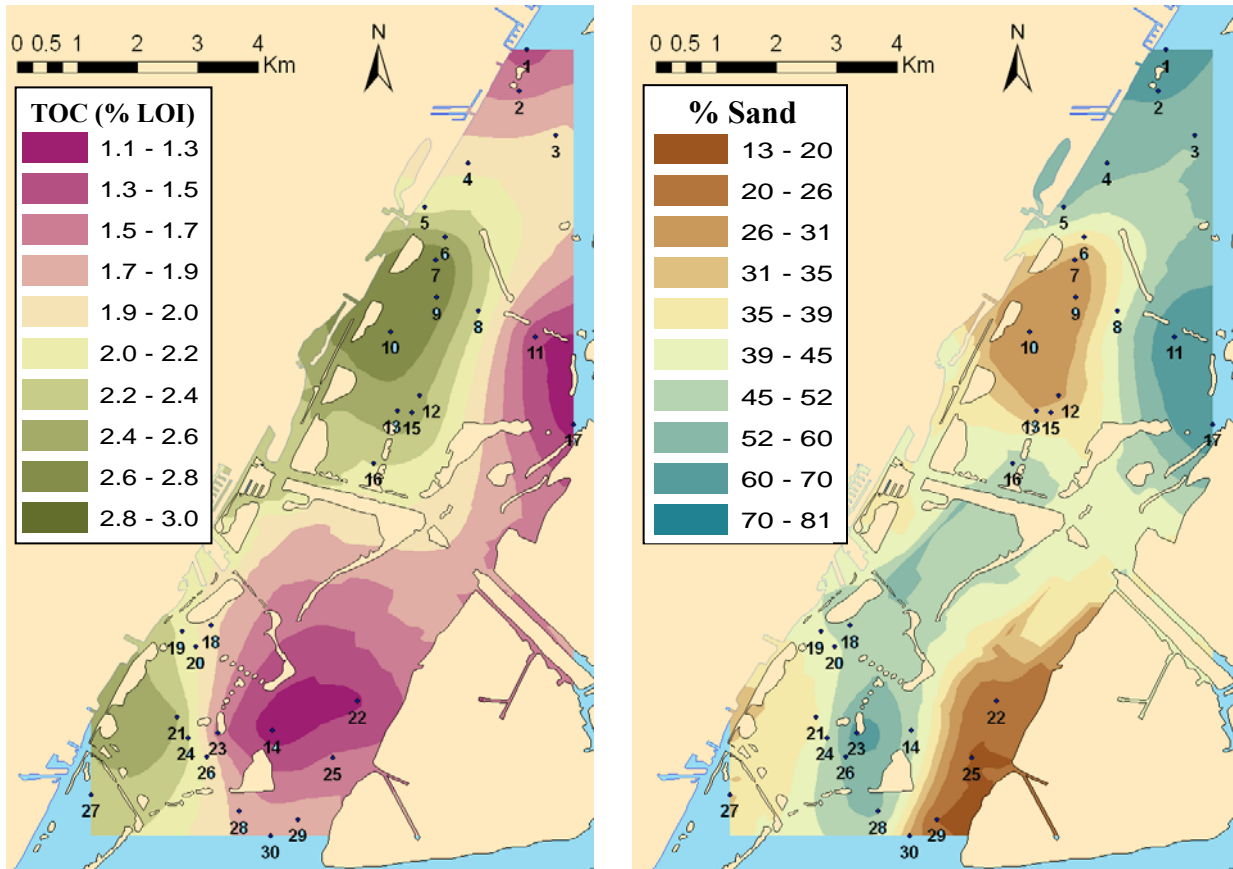 0 0.5 1 2 3 4
Km
N
TOC (% LOI)
1.1 - 1.3
1.3 - 1.5
1.5 - 1.7
1.7 - 1.9
1.9 - 2.0
2.0 - 2.2
2.2 - 2.4
2.4 - 2.6
2.6 - 2.8
2.8 - 3.0
1
2
3
4
5
6
7
9
8
10
11
12
13 15
17
16
18
19
20
22
21
23
14
24
26
25
27
28
29
30
0 0.5 1 2 3 4
Km
N
% Sand
13 - 20
20 - 26
26 - 31
31 - 35
35 - 39
39 - 45
45 - 52
52 - 60
60 - 70
70 - 81
1
2
3
4
5
6
7
9
8
10
11
12
13 15
17
16
18
19
20
22
21
23
14
24
26
25
27
28
29
30